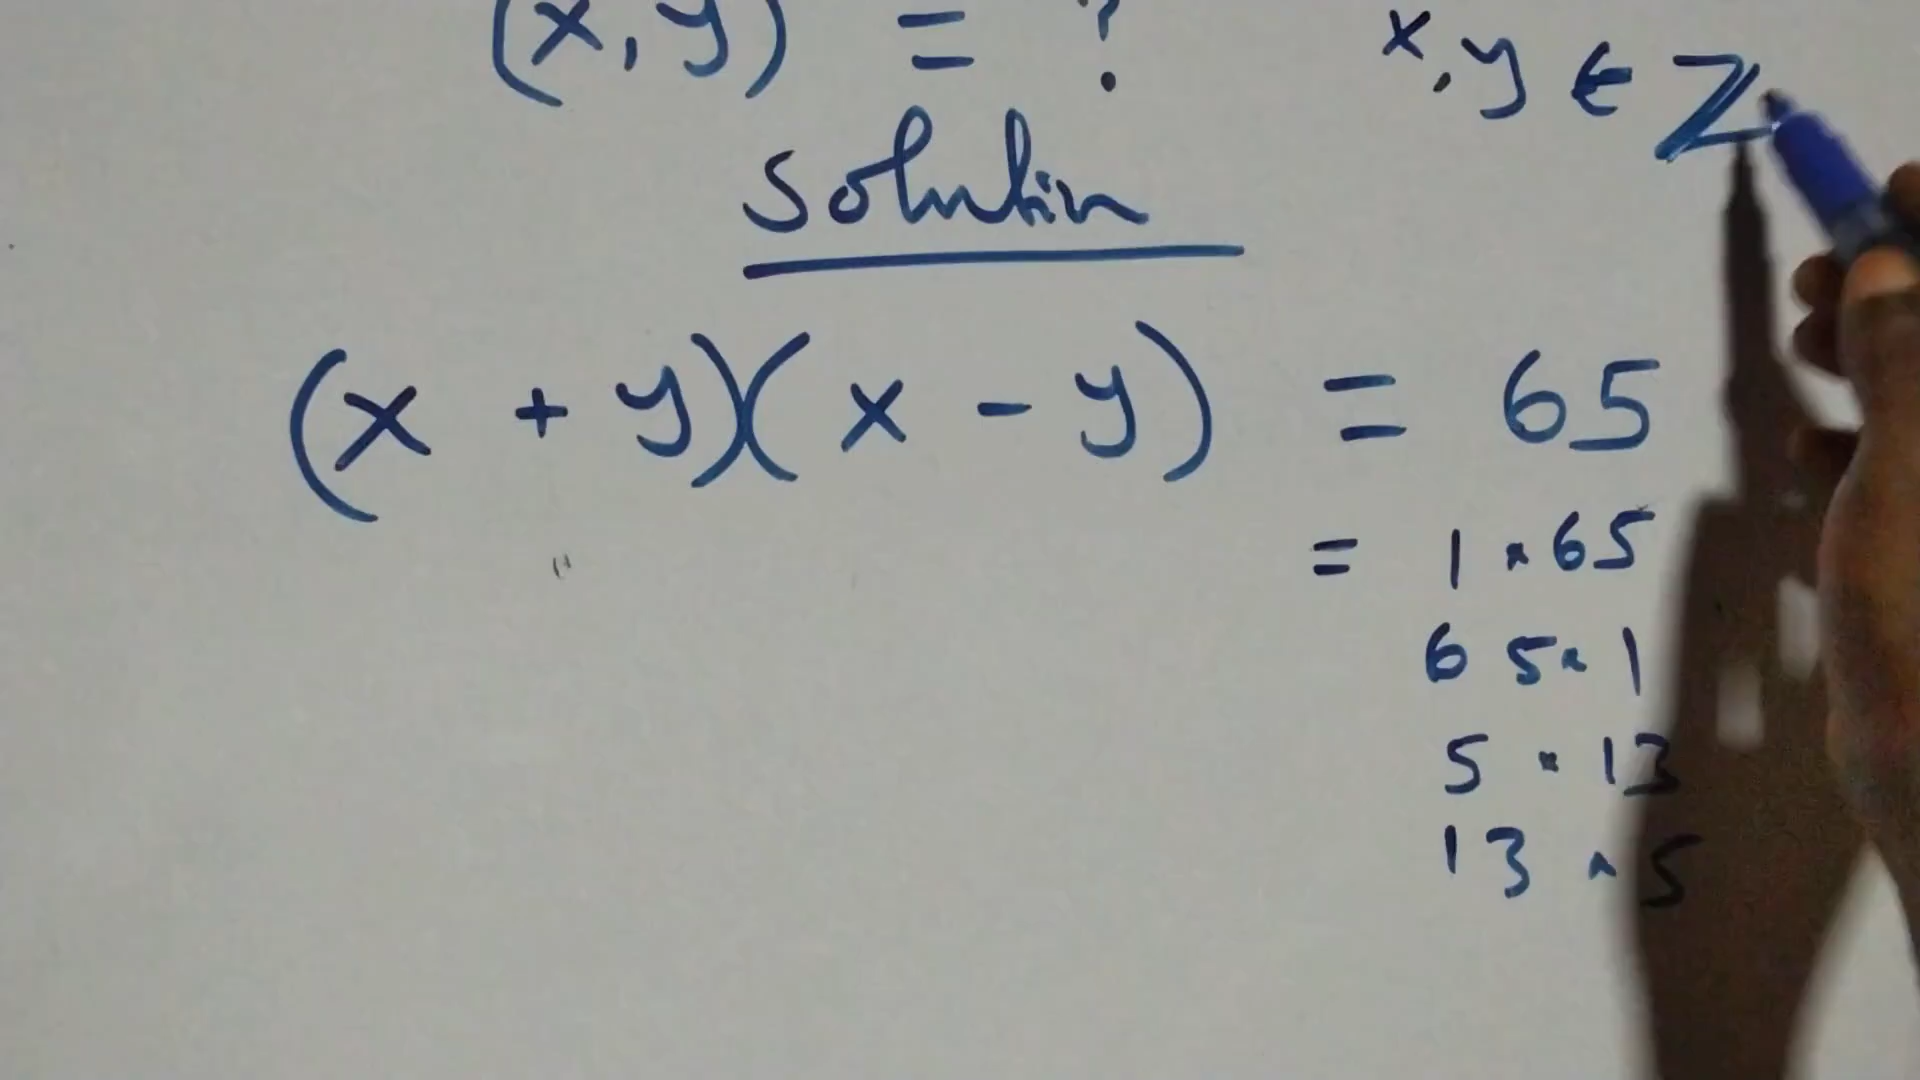 (x, y) = ? x, y ∈ ℤ
Solution
(x + y)(x - y) = 65
= 1 × 65
65 × 1
5 × 13
13 × 5